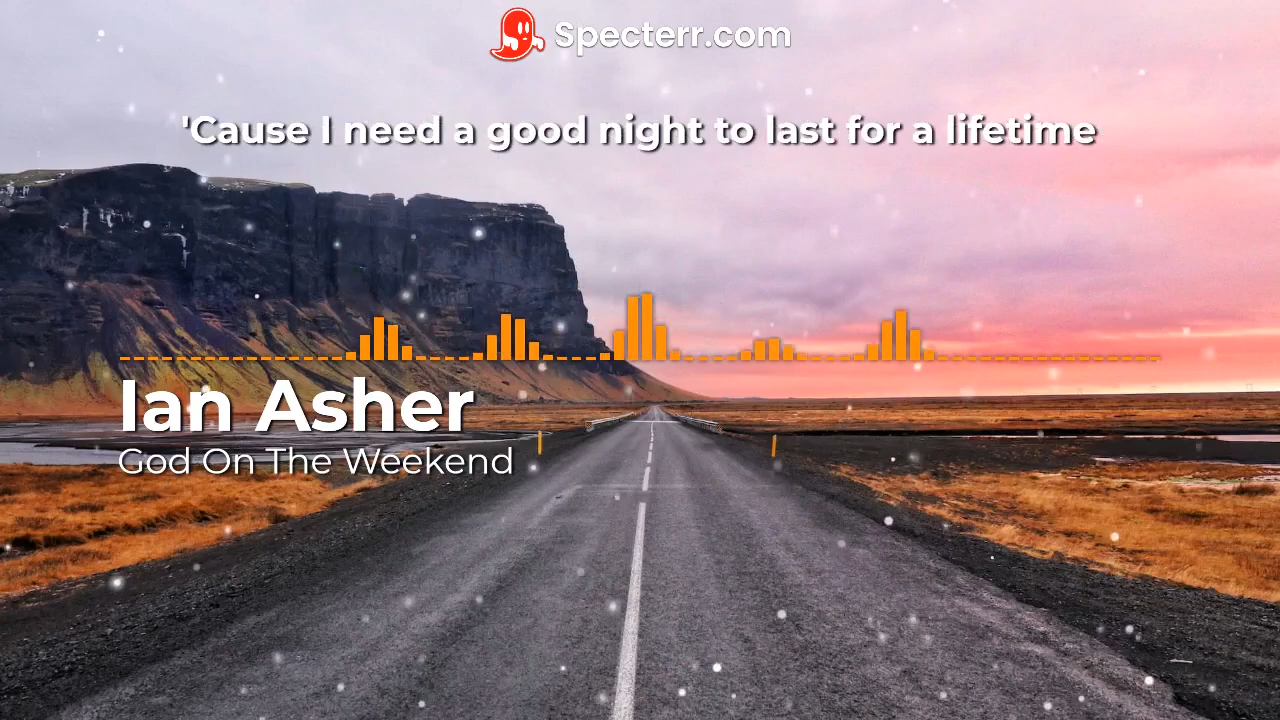 Specterr.com
'Cause I need a good night to last for a lifetime
Ian Asher
God On The Weekend